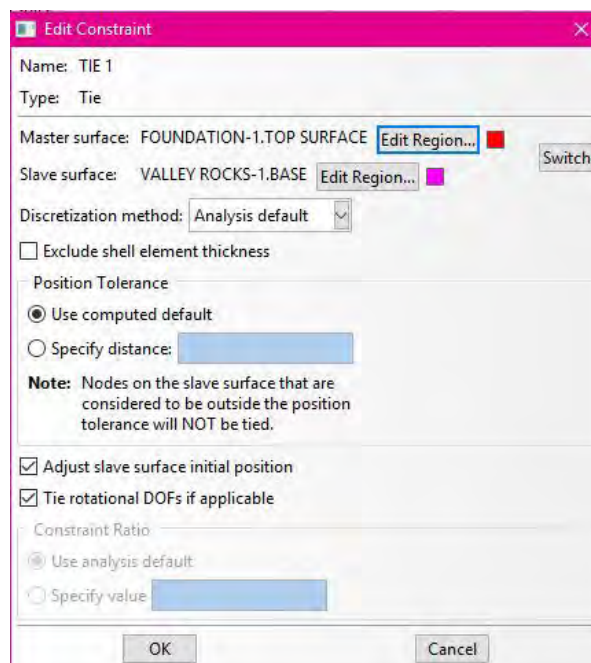 Edit Constraint
Name: TIE 1
Type: Tie
Master surface: FOUNDATION-1.TOP SURFACE Edit Region...
Switch
Slave surface: VALLEY ROCKS-1.BASE Edit Region...
Discretization method: Analysis default
Exclude shell element thickness
Position Tolerance
Use computed default
Specify distance:
Note: Nodes on the slave surface that are
considered to be outside the position
tolerance will NOT be tied.
Adjust slave surface initial position
Tie rotational DOFs if applicable
Constraint Ratio
Use analysis default
Specify value
OK Cancel